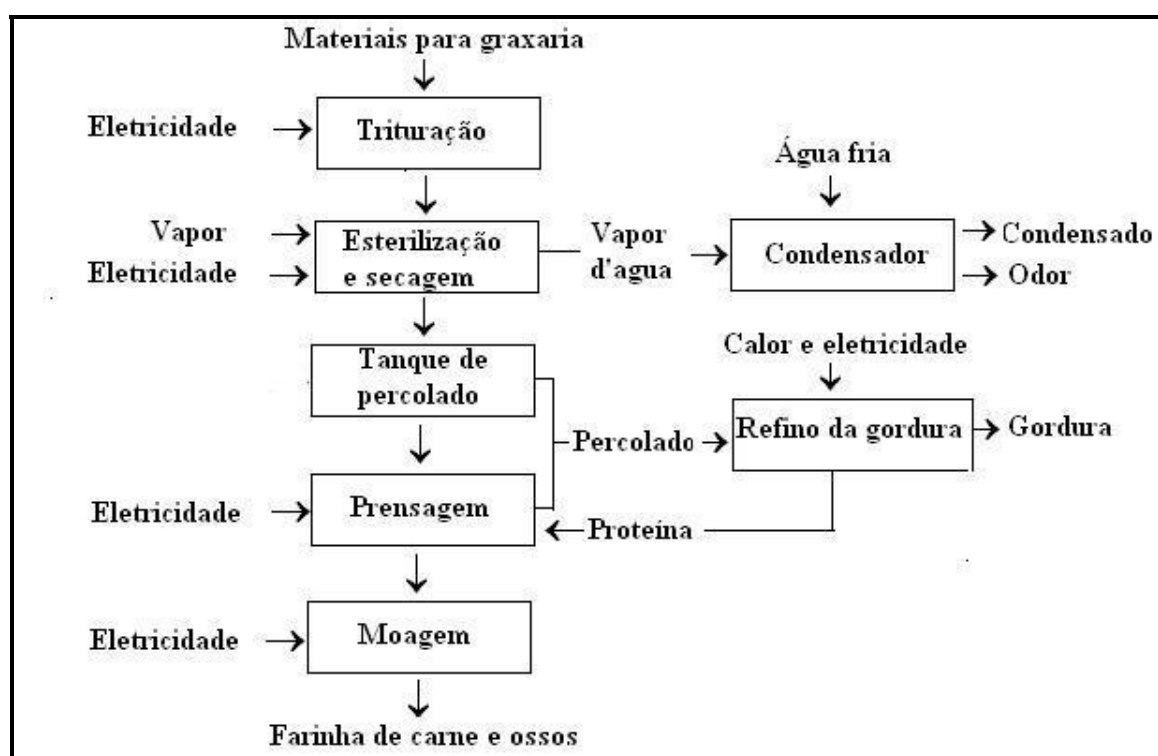 Materiais para graxaria
Eletricidade
Trituração
Água fria
Vapor
Eletricidade
Esterilização
e secagem
Vapor
d'agua
Condensador
Condensado
Odor
Tanque de
percolado
Calor e eletricidade
Percolado
Refino da gordura
Gordura
Eletricidade
Prensagem
Proteína
Eletricidade
Moagem
Farinha de carne e ossos